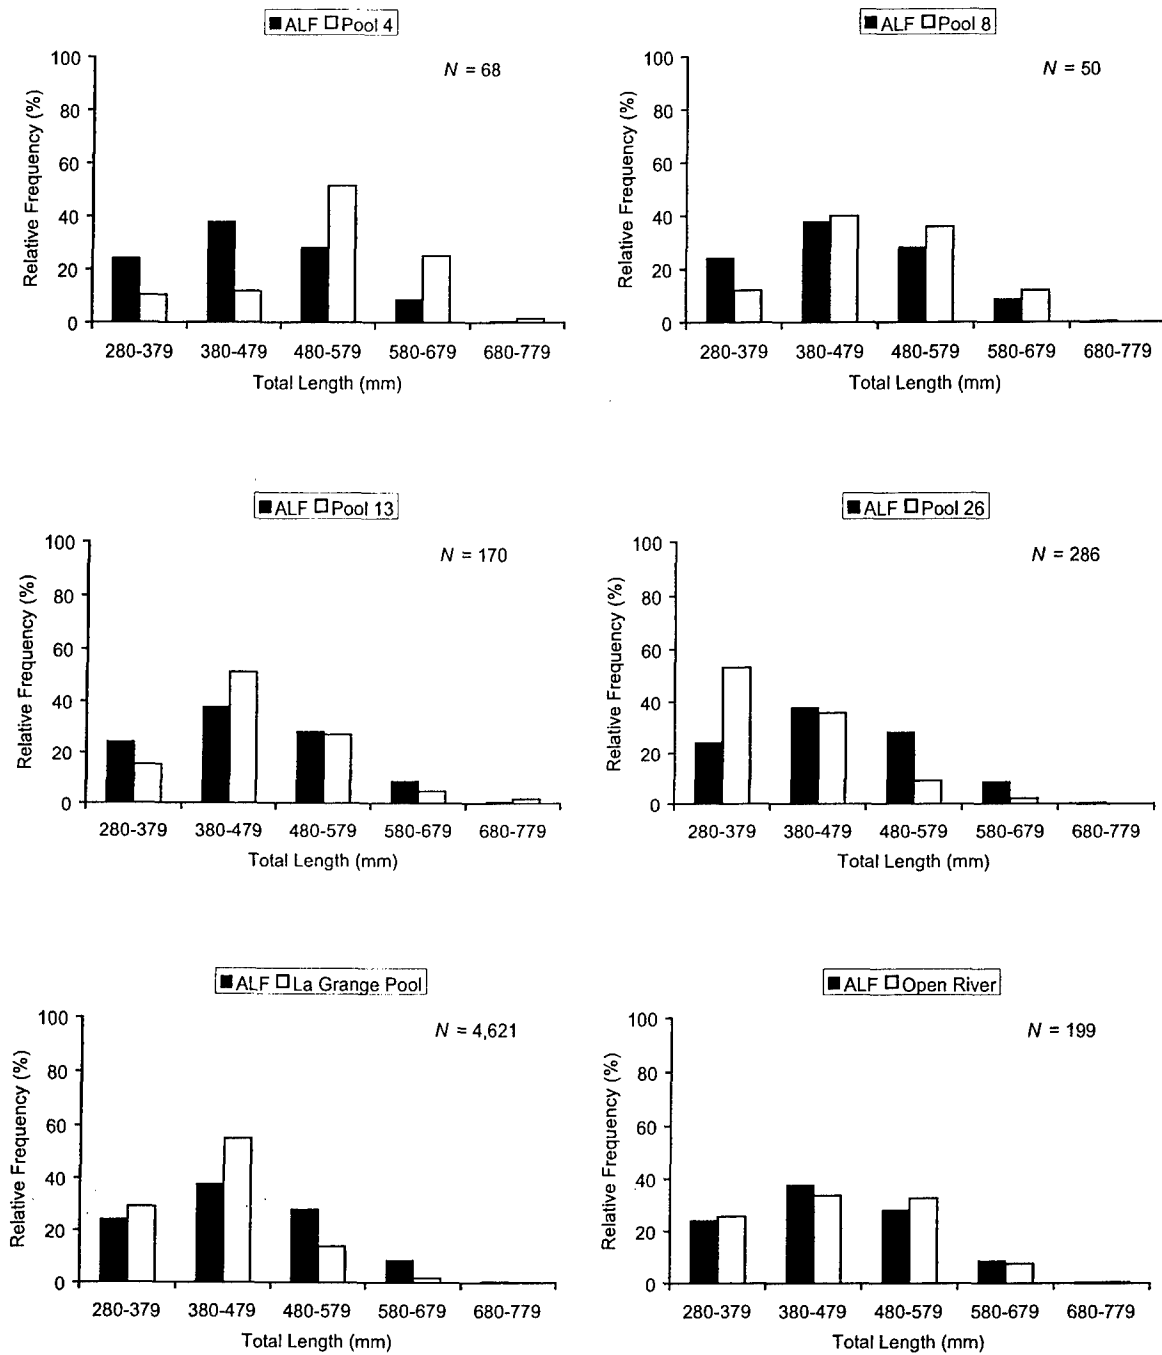 ALF Pool 4
N = 68
100
80
60
40
20
0
Relative Frequency (%)
280-379 380-479 480-579 580-679 680-779
Total Length (mm)
ALF Pool 8
N = 50
100
80
60
40
20
0
Relative Frequency (%)
280-379 380-479 480-579 580-679 680-779
Total Length (mm)
ALF Pool 13
N = 170
100
80
60
40
20
0
Relative Frequency (%)
280-379 380-479 480-579 580-679 680-779
Total Length (mm)
ALF Pool 26
N = 286
100
80
60
40
20
0
Relative Frequency (%)
280-379 380-479 480-579 580-679 680-779
Total Length (mm)
ALF La Grange Pool
N = 4,621
100
80
60
40
20
0
Relative Frequency (%)
280-379 380-479 480-579 580-679 680-779
Total Length (mm)
ALF Open River
N = 199
100
80
60
40
20
0
Relative Frequency (%)
280-379 380-479 480-579 580-679 680-779
Total Length (mm)